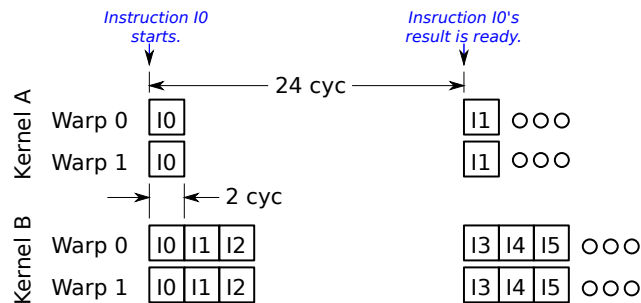 Instruction I0
starts.
Insruction I0's
result is ready.
24 cyc
Kernel A
Warp 0 I0 I1
Warp 1 I0 I1
2 cyc
Kernel B
Warp 0 I0 I1 I2 I3 I4 I5
Warp 1 I0 I1 I2 I3 I4 I5